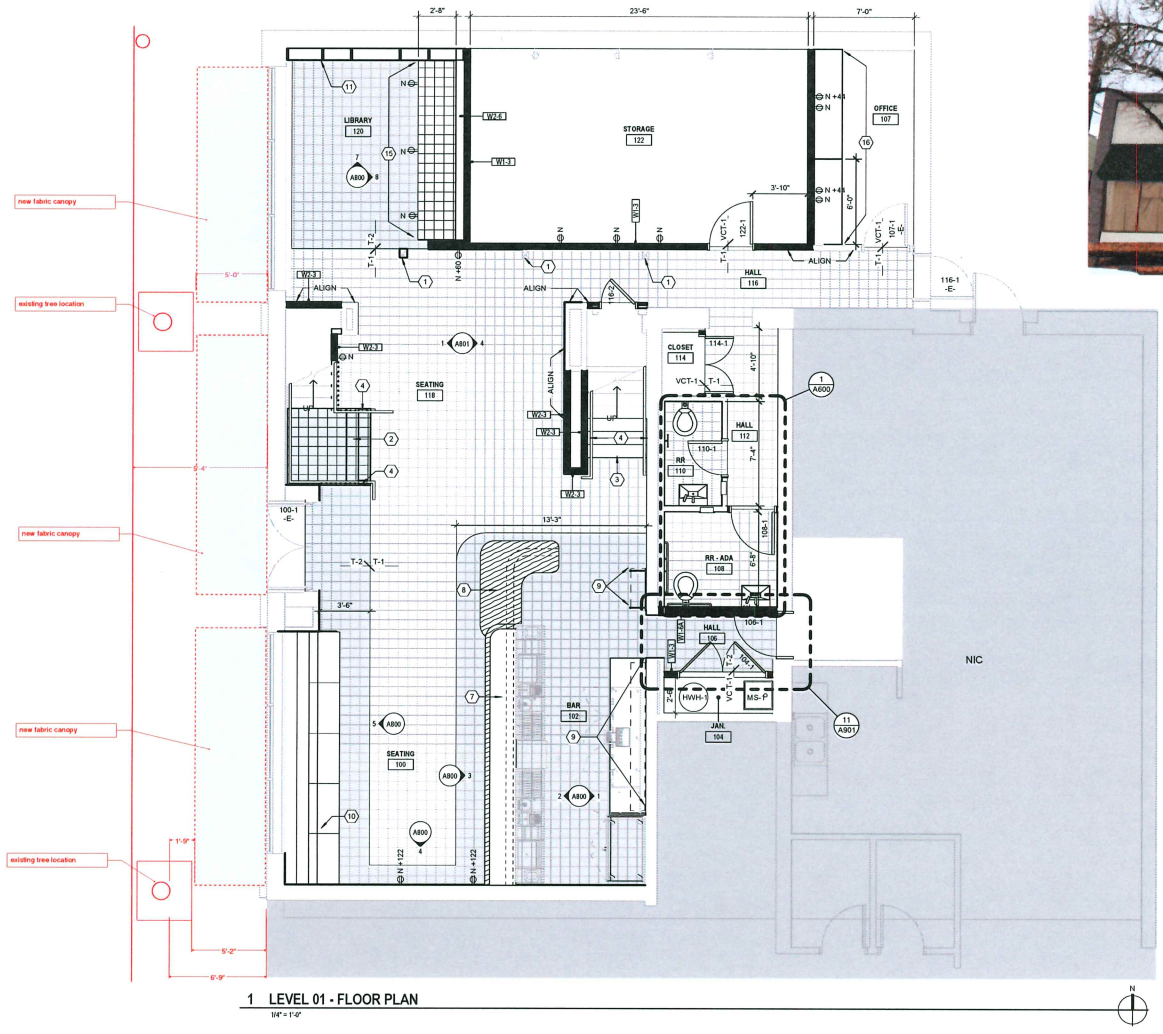 2'-8"
23'-6"
7'-0"
11
LIBRARY
120
7
A800
8
15
N
N
N
W2-6
W1-3
STORAGE
122
W1-3
N
N
N
3'-10"
122-1
VCT-1
T-1
N +44
N
N
OFFICE
107
16
6'-0"
VCT-1
T-1
107-1
-E-
ALIGN
new fabric canopy
5'-0"
existing tree location
T-2
T-1
1
N +60
1
1
HALL
116
116-1
-E-
W2-3
ALIGN
ALIGN
116-2
W2-3
N
1
A801
4
4
SEATING
118
ALIGN
CLOSET
114
114-1
VCT-1
T-1
4'-10"
1
A600
UP
UP
2
4
W2-3
W2-3
4
3
W2-3
110-1
RR
110
HALL
112
7'-4"
new fabric canopy
100-1
-E-
13'-3"
T-2
T-1
108-1
RR - ADA
108
6'-8"
8
9
3'-6"
106-1
W1-6A
HALL
106
W1-3
T-2
VCT-1
104-1
HWH-1
2'-6"
JAN.
104
11
A901
NIC
7
BAR
102
9
new fabric canopy
5
A800
SEATING
100
A800
3
2
A800
1
10
A800
4
N +122
N +122
1'-9"
existing tree location
5'-2"
6'-9"
1 LEVEL 01 - FLOOR PLAN
1/4" = 1'-0"
N